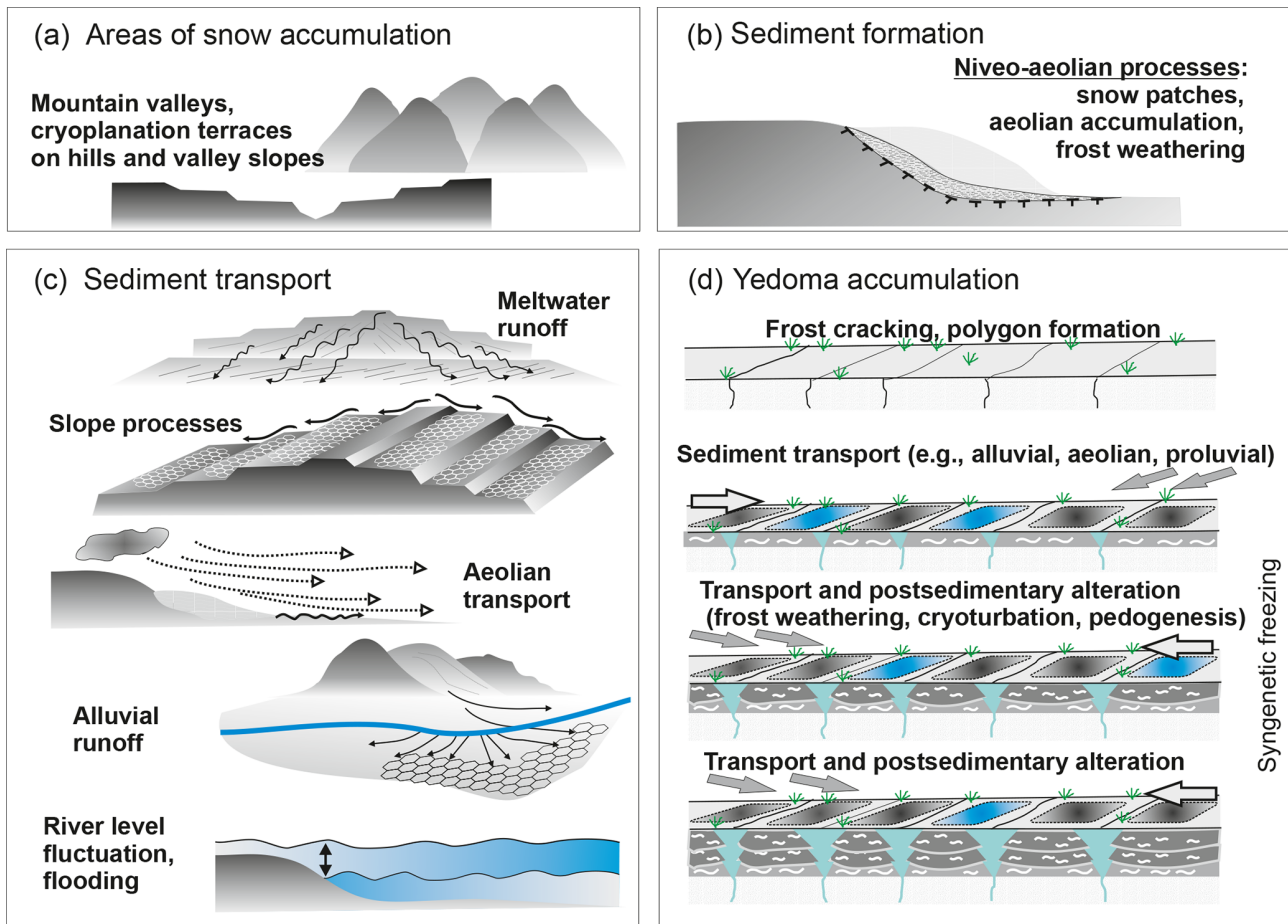 (a) Areas of snow accumulation
Mountain valleys,
cryoplanation terraces
on hills and valley slopes
(b) Sediment formation
Niveo-aeolian processes:
snow patches,
aeolian accumulation,
frost weathering
(c) Sediment transport
Meltwater
runoff
Slope processes
Aeolian
transport
Alluvial
runoff
River level
fluctuation,
flooding
(d) Yedoma accumulation
Frost cracking, polygon formation
Sediment transport (e.g., alluvial, aeolian, proluvial)
Transport and postsedimentary alteration
(frost weathering, cryoturbation, pedogenesis)
Transport and postsedimentary alteration
Syngenetic freezing